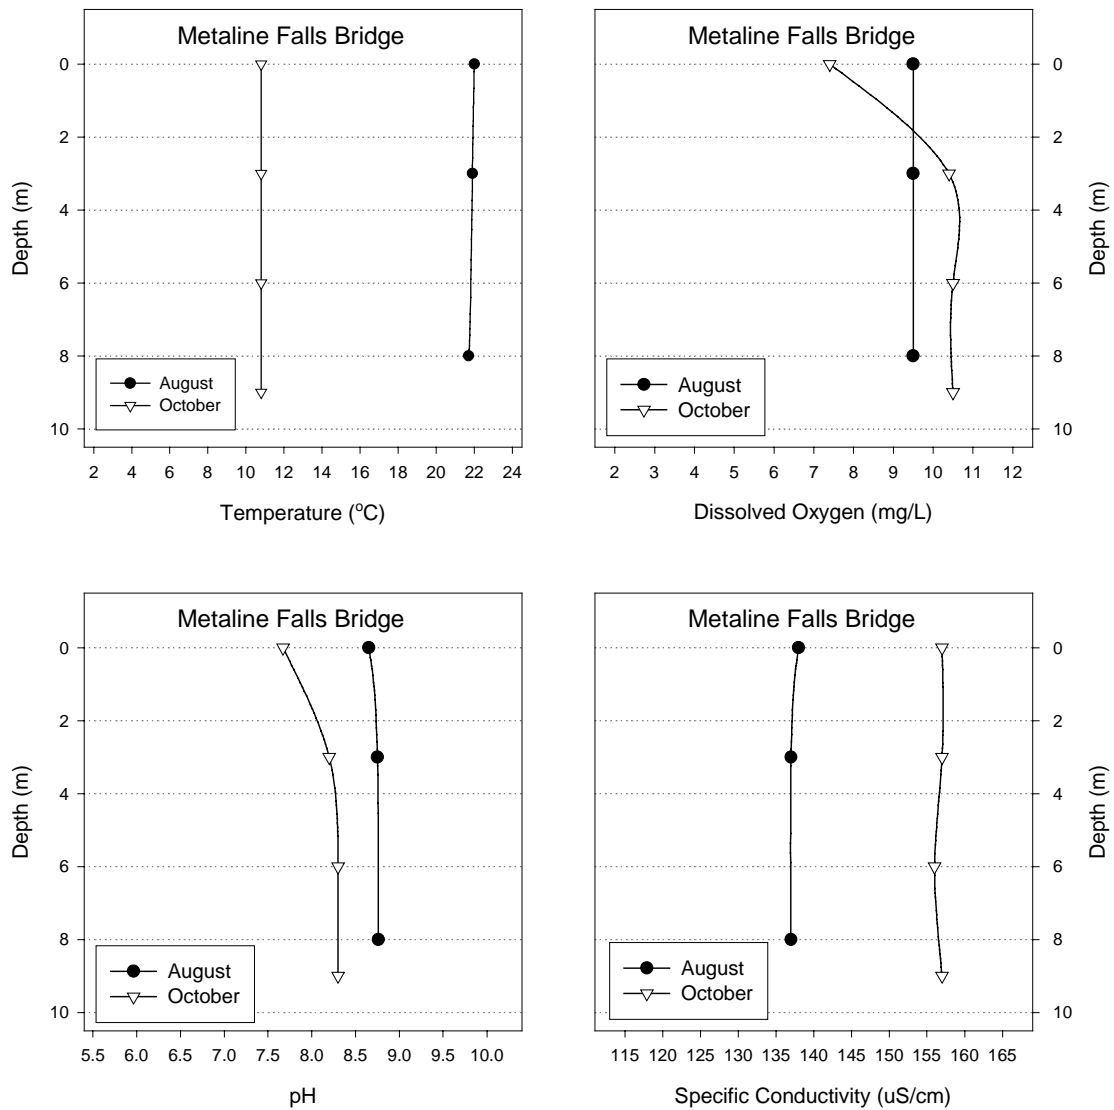 Metaline Falls Bridge
0
2
4
6
8
10
Depth (m)
August
October
2 4 6 8 10 12 14 16 18 20 22 24
Temperature (°C)
Metaline Falls Bridge
0
2
4
6
8
10
Depth (m)
August
October
2 3 4 5 6 7 8 9 10 11 12
Dissolved Oxygen (mg/L)
Metaline Falls Bridge
0
2
4
6
8
10
Depth (m)
August
October
5.5 6.0 6.5 7.0 7.5 8.0 8.5 9.0 9.5 10.0
pH
Metaline Falls Bridge
0
2
4
6
8
10
Depth (m)
August
October
115 120 125 130 135 140 145 150 155 160 165
Specific Conductivity (uS/cm)